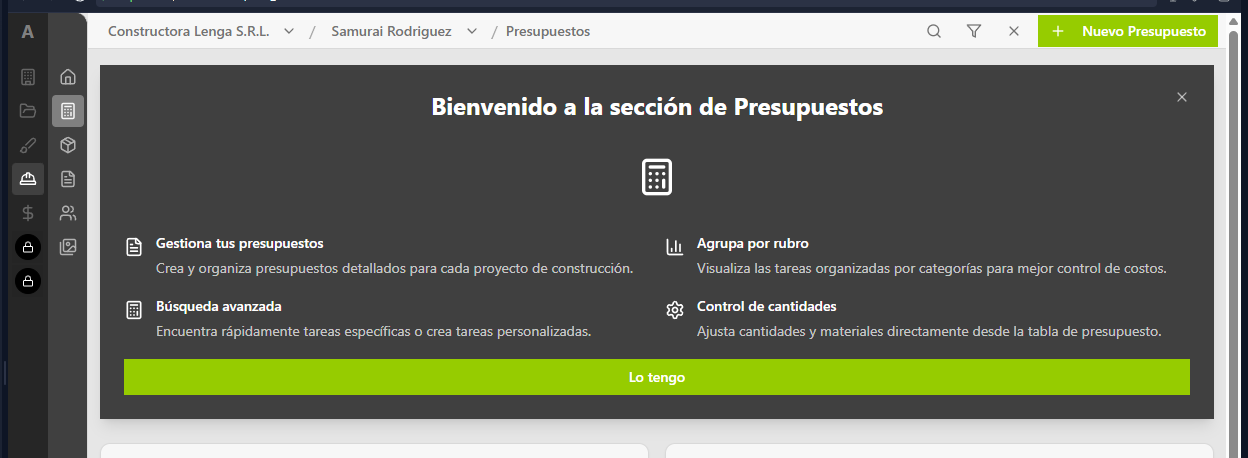 A
Constructora Lenga S.R.L. / Samurai Rodriguez / Presupuestos
+ Nuevo Presupuesto
Bienvenido a la sección de Presupuestos
Gestiona tus presupuestos
Crea y organiza presupuestos detallados para cada proyecto de construcción.
Agrupa por rubro
Visualiza las tareas organizadas por categorías para mejor control de costos.
Búsqueda avanzada
Encuentra rápidamente tareas específicas o crea tareas personalizadas.
Control de cantidades
Ajusta cantidades y materiales directamente desde la tabla de presupuesto.
Lo tengo